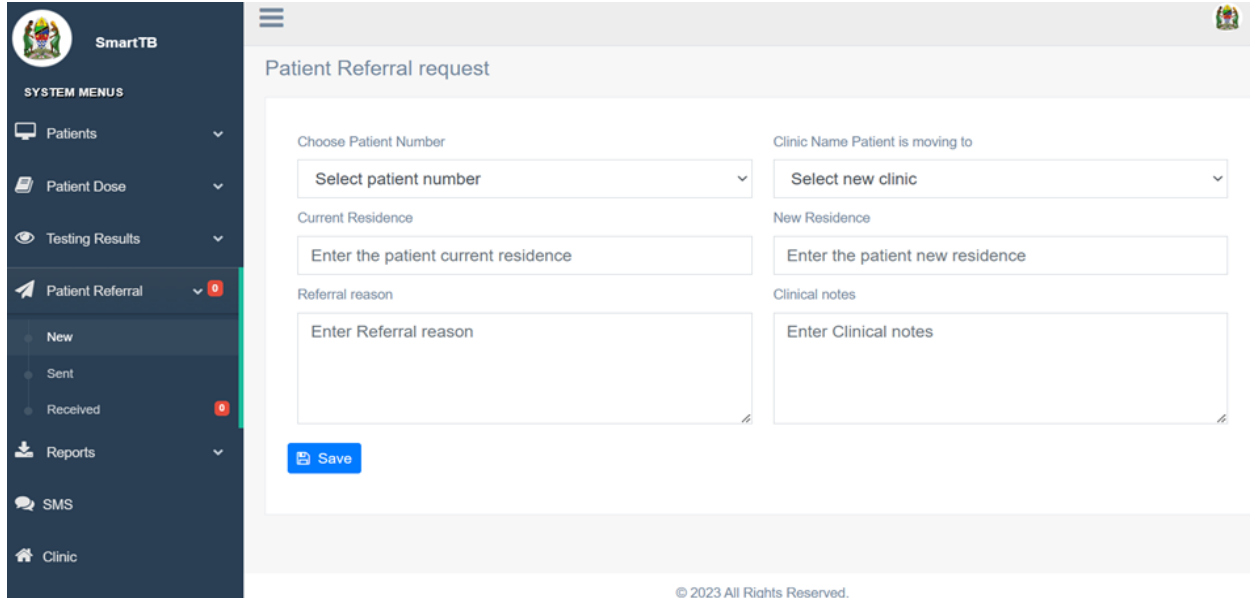 SmartTB
SYSTEM MENUS
Patients
Patient Dose
Testing Results
Patient Referral 0
New
Sent
Received 0
Reports
SMS
Clinic
Patient Referral request
Choose Patient Number
Select patient number
Clinic Name Patient is moving to
Select new clinic
Current Residence
Enter the patient current residence
New Residence
Enter the patient new residence
Referral reason
Enter Referral reason
Clinical notes
Enter Clinical notes
Save
© 2023 All Rights Reserved.